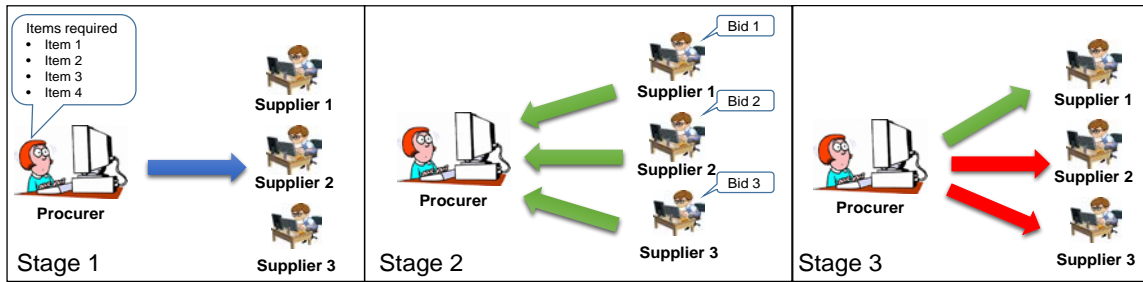 Items required
• Item 1
• Item 2
• Item 3
• Item 4
Supplier 1
Supplier 2
Procurer
Supplier 3
Stage 1
Bid 1
Supplier 1
Bid 2
Supplier 2
Bid 3
Procurer
Supplier 3
Stage 2
Supplier 1
Supplier 2
Procurer
Supplier 3
Stage 3